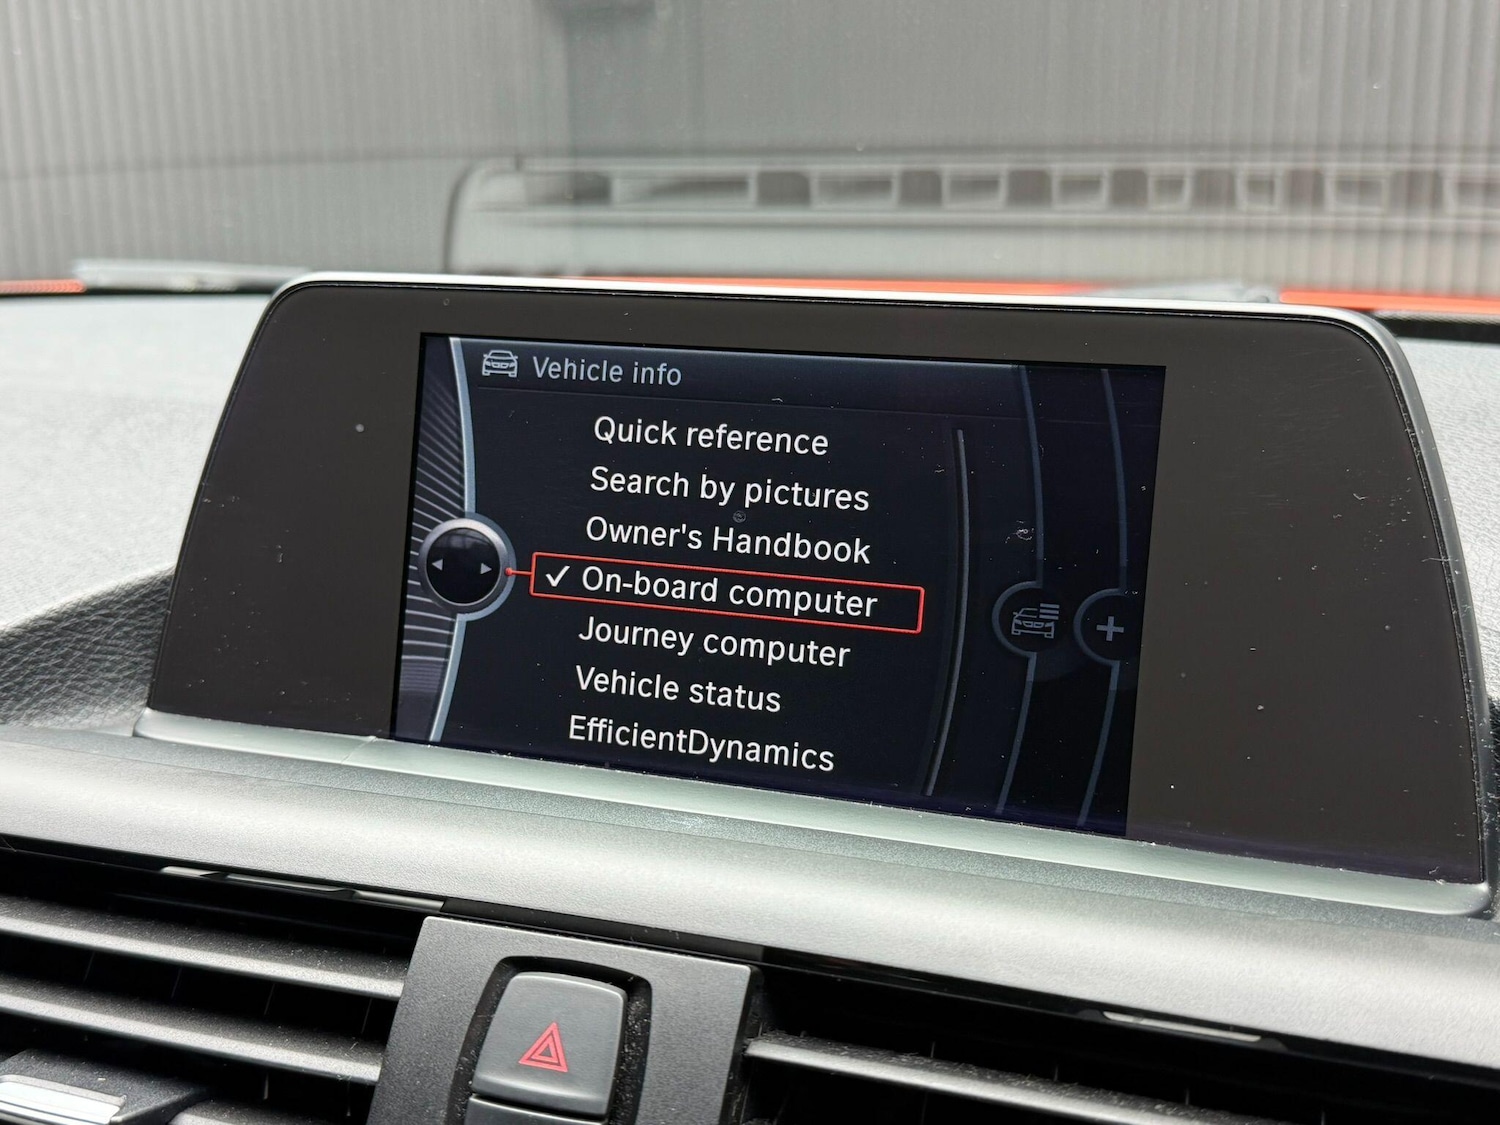 Vehicle info
Quick reference
Search by pictures
Owner's Handbook
✓ On-board computer
Journey computer
Vehicle status
EfficientDynamics